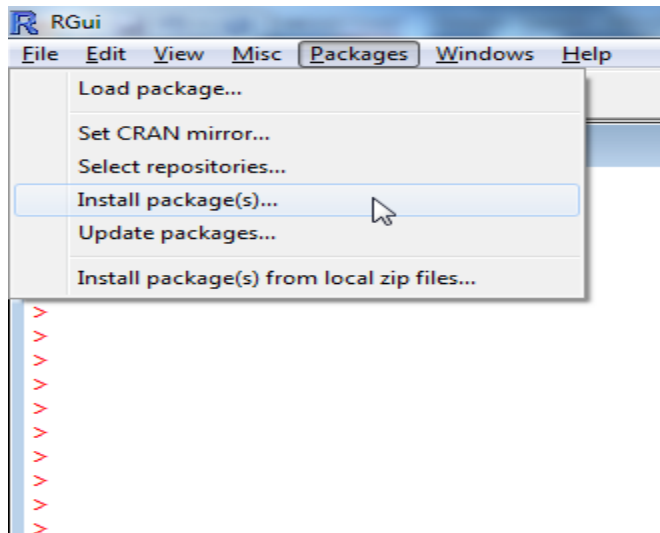 RGui
File Edit View Misc Packages Windows Help
Load package...
Set CRAN mirror...
Select repositories...
Install package(s)...
Update packages...
Install package(s) from local zip files...
>
>
>
>
>
>
>
>
>
>